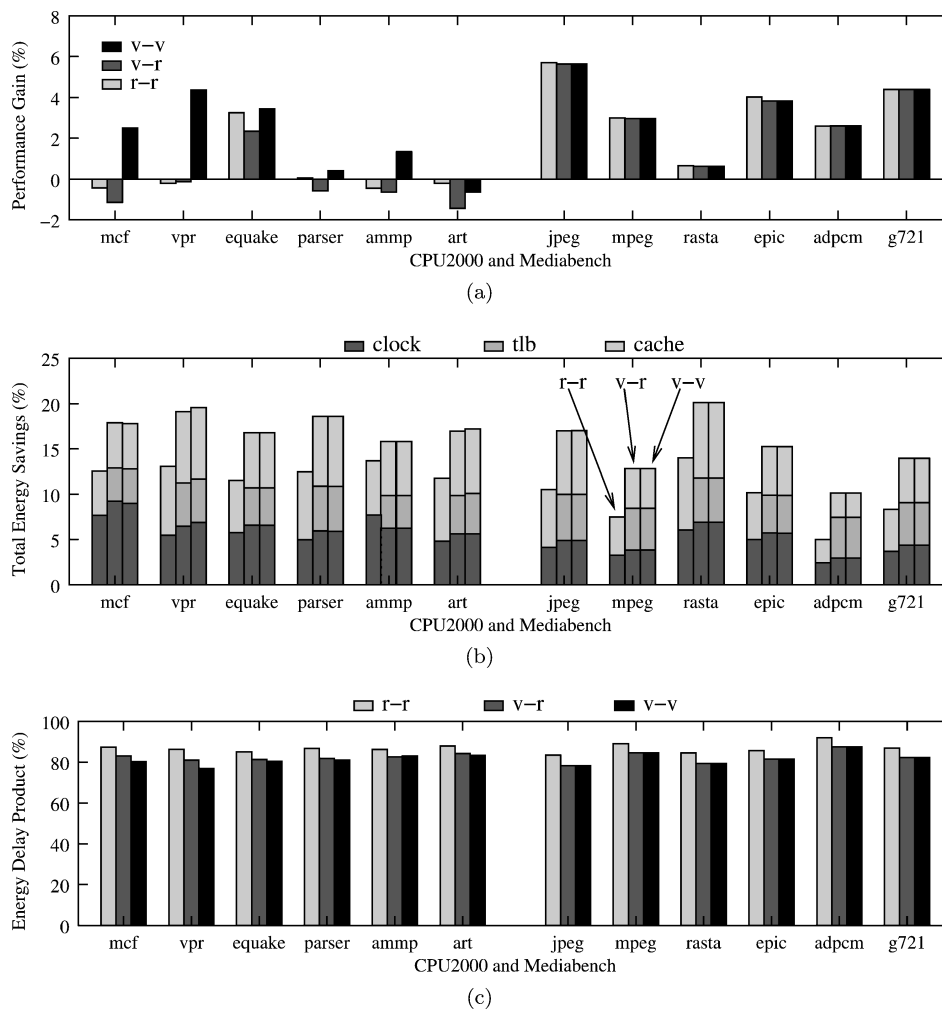 8
6
4
2
0
−2
Performance Gain (%)
v−v
v−r
r−r
mcf vpr equake parser ammp art jpeg mpeg rasta epic adpcm g721
CPU2000 and Mediabench
(a)
clock tlb cache
25
20
15
10
5
0
Total Energy Savings (%)
r−r v−r v−v
mcf vpr equake parser ammp art jpeg mpeg rasta epic adpcm g721
CPU2000 and Mediabench
(b)
r−r v−r v−v
100
80
60
40
20
0
Energy Delay Product (%)
mcf vpr equake parser ammp art jpeg mpeg rasta epic adpcm g721
CPU2000 and Mediabench
(c)